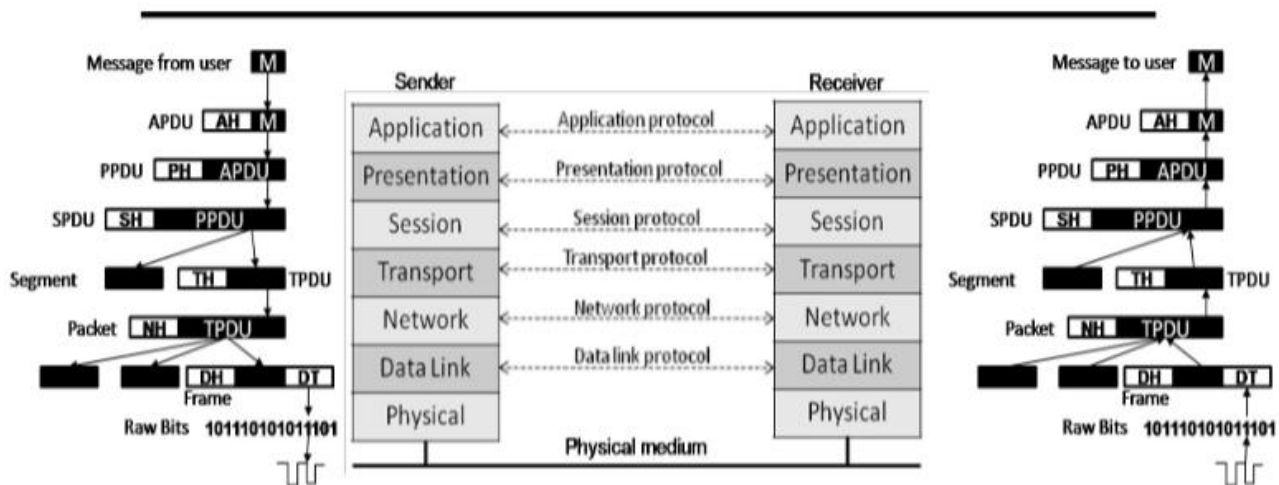 Message from user M
APDU AH M
PPDU PH APDU
SPDU SH PPDU
Segment TH TPDU
Packet NH TPDU
DH DT
Frame
Raw Bits 101110101011101
Sender
Receiver
Application Application protocol Application
Presentation Presentation protocol Presentation
Session Session protocol Session
Transport Transport protocol Transport
Network Network protocol Network
Data Link Data link protocol Data Link
Physical Physical
Physical medium
Message to user M
APDU AH M
PPDU PH APDU
SPDU SH PPDU
Segment TH TPDU
Packet NH TPDU
DH DT
Frame
Raw Bits 101110101011101